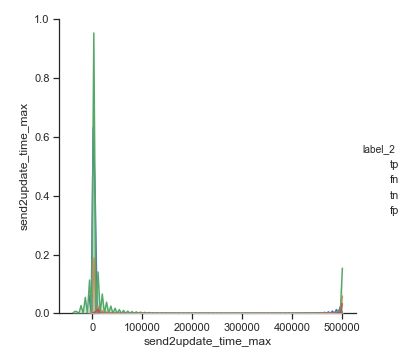 1.0
0.8
0.6
0.4
0.2
0.0
send2update_time_max
0
100000
200000
300000
400000
500000
send2update_time_max
label_2
tp
fn
tn
fp